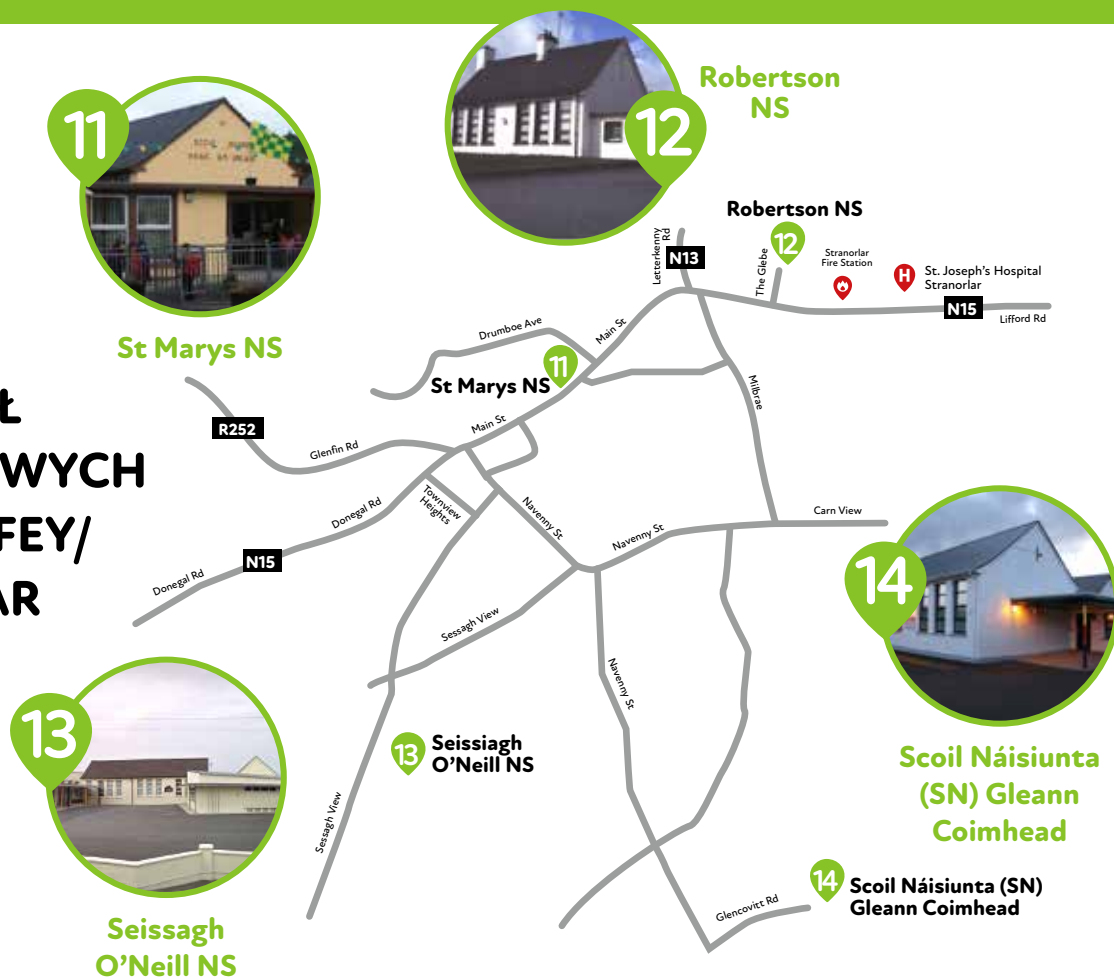 11
St Marys NS
12
Robertson
NS
Ł
WYCH
FEY/
AR
13
Seissagh
O'Neill NS
14
Scoil Náisiunta
(SN) Gleann
Coimhead
Robertson NS
12
Letterkenny
Rd
N13
The Glebe
Stranorlar
Fire Station
H
St. Joseph's Hospital
Stranorlar
N15
Lifford Rd
Drumboe Ave
Main St
11
St Marys NS
Milbrae
Main St
R252
Glenfin Rd
Townview
Heights
Donegal Rd
N15
Donegal Rd
Navenny St
Navenny St
Carn View
Sessagh View
Navenny St
13
Seissiagh
O'Neill NS
Sessagh View
14
Scoil Náisiunta (SN)
Gleann Coimhead
Glencovitt Rd